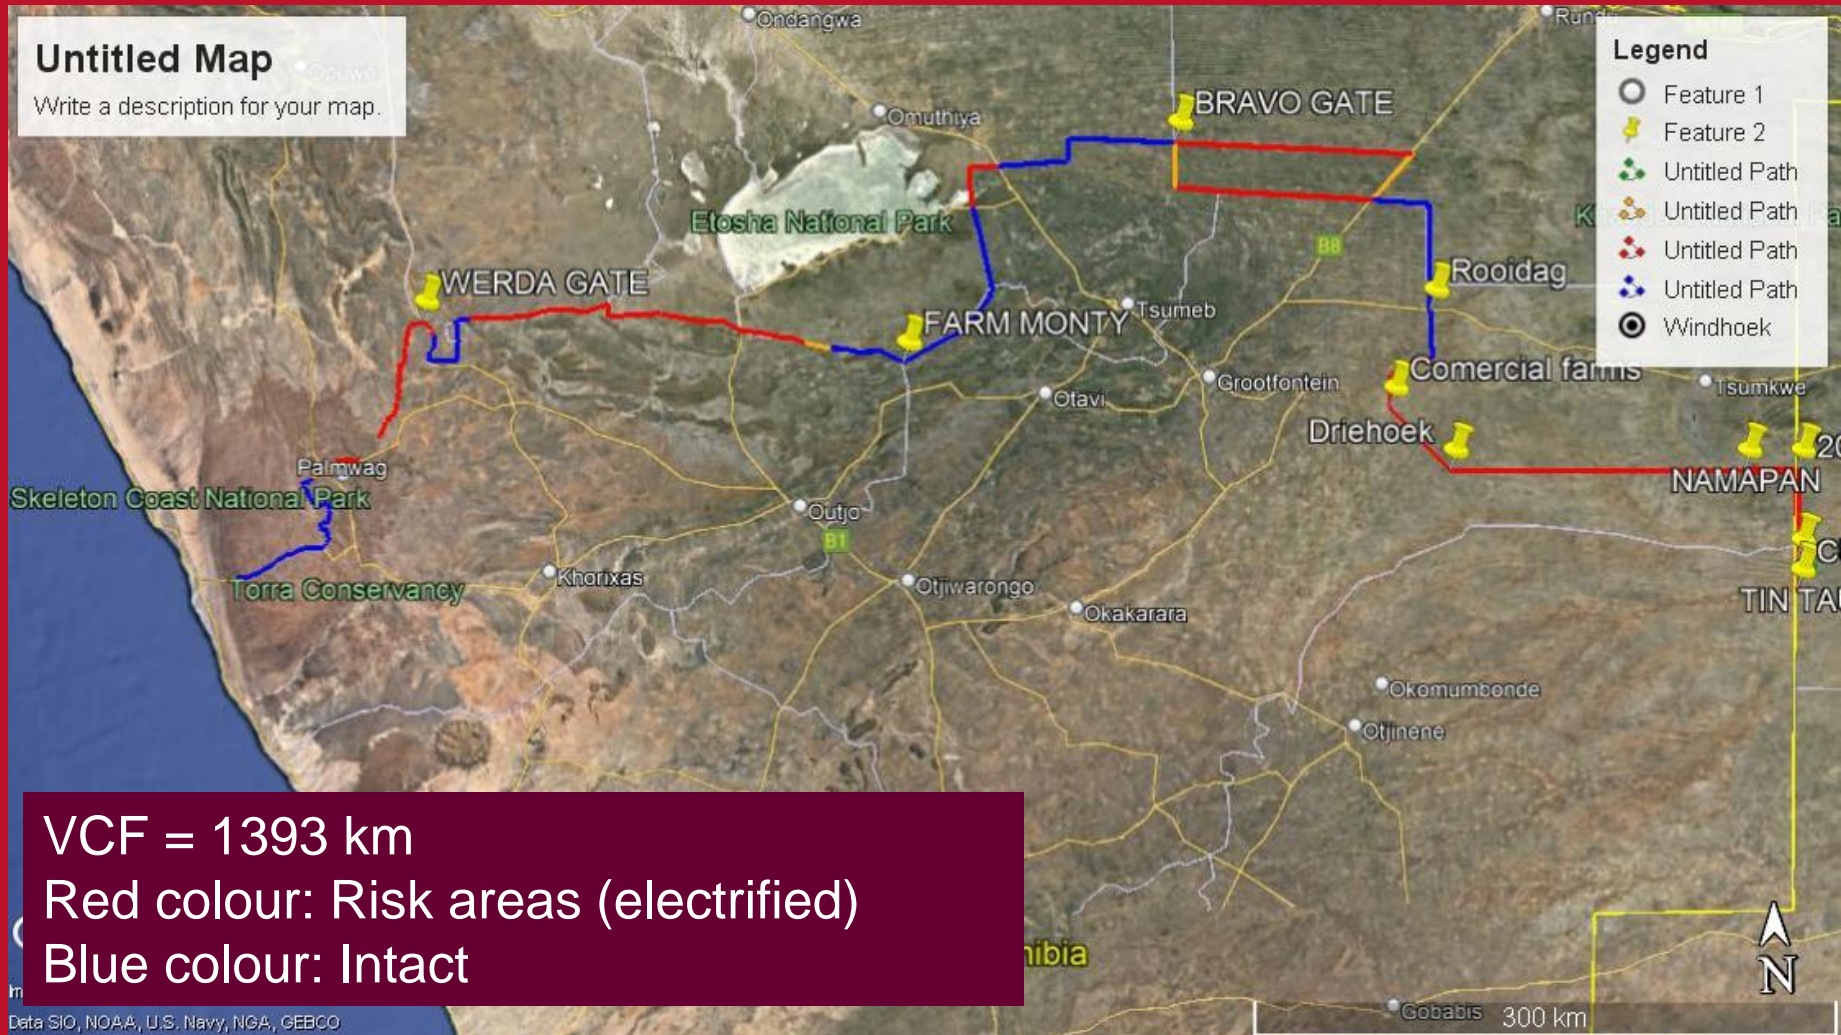 Untitled Map
Write a description for your map.
Ondangwa
Rundu
Opuwo
Legend
Feature 1
Feature 2
Untitled Path
Untitled Path
Untitled Path
Untitled Path
Windhoek
BRAVO GATE
Omuthiya
Etosha National Park
B8
Rooidag
WERDA GATE
FARM MONTY
Tsumeb
Comercial farms
Grootfontein
Tsumkwe
Otavi
Driehoek
20
Palmwag
NAMAPAN
Skeleton Coast National Park
Outjo
B1
Khorixas
Torra Conservancy
Otjiwarongo
Okakarara
TIN TA
Okomumbonde
Otjinene
VCF = 1393 km
Red colour: Risk areas (electrified)
Blue colour: Intact
nibia
N
Gobabis
300 km
Data SIO, NOAA, U.S. Navy, NGA, GEBCO